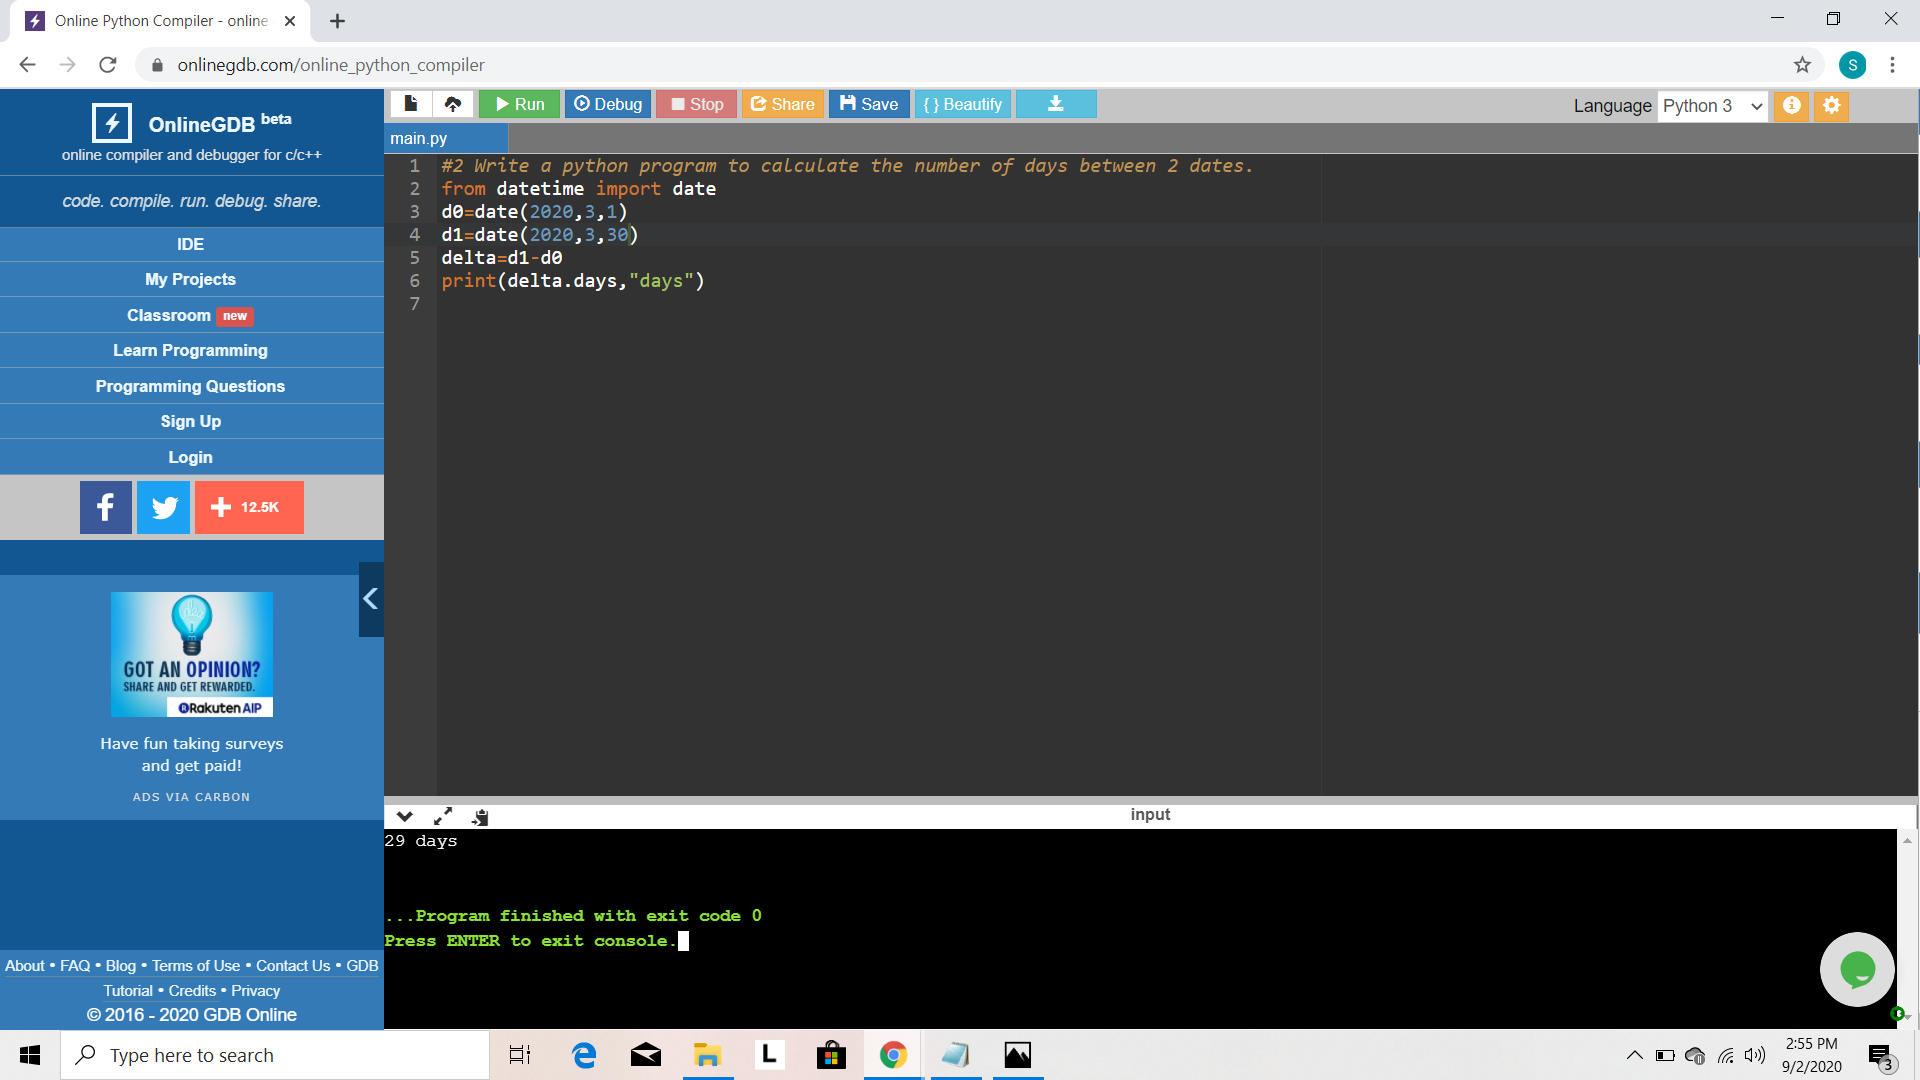 Online Python Compiler - online
onlinegdb.com/online_python_compiler
S
OnlineGDB beta
online compiler and debugger for c/c++
code. compile. run. debug. share.
IDE
My Projects
Classroom new
Learn Programming
Programming Questions
Sign Up
Login
12.5K
GOT AN OPINION?
SHARE AND GET REWARDED.
Rakuten AIP
Have fun taking surveys
and get paid!
ADS VIA CARBON
About • FAQ • Blog • Terms of Use • Contact Us • GDB
Tutorial • Credits • Privacy
© 2016 - 2020 GDB Online
Run Debug Stop Share Save { } Beautify
Language Python 3
main.py
1 #2 Write a python program to calculate the number of days between 2 dates.
2 from datetime import date
3 d0=date(2020,3,1)
4 d1=date(2020,3,30)
5 delta=d1-d0
6 print(delta.days,"days")
7
input
29 days
...Program finished with exit code 0
Press ENTER to exit console.
Type here to search
L
2:55 PM
9/2/2020
3